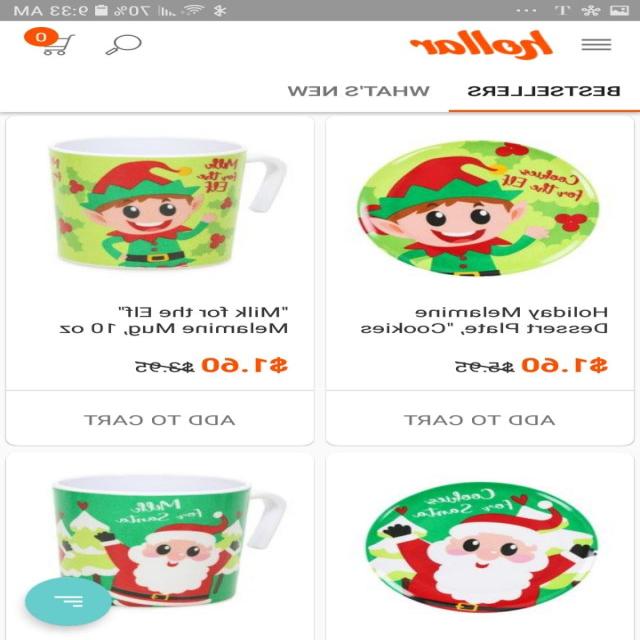 T ... 70% 9:33 AM
hollar
0
BESTSELLERS
WHAT'S NEW
Cookies
for the Elf
Holiday Melamine
Dessert Plate, "Cookies
$1.60 $5.95
ADD TO CART
Milk
for the
Elf
"Milk for the Elf"
Melamine Mug, 10 oz
$1.60 $3.95
ADD TO CART
Cookies
for Santa
Milk
for Santa